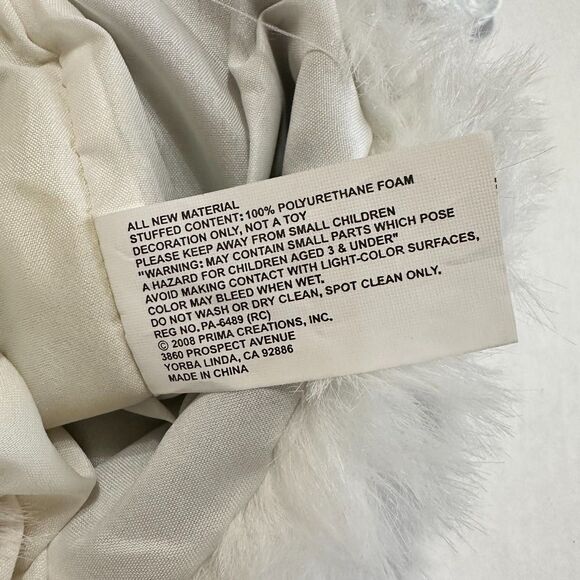 ALL NEW MATERIAL
STUFFED CONTENT: 100% POLYURETHANE FOAM
DECORATION ONLY, NOT A TOY
PLEASE KEEP AWAY FROM SMALL CHILDREN
"WARNING: MAY CONTAIN SMALL PARTS WHICH POSE
A HAZARD FOR CHILDREN AGED 3 & UNDER"
AVOID MAKING CONTACT WITH LIGHT-COLOR SURFACES,
COLOR MAY BLEED WHEN WET.
DO NOT WASH OR DRY CLEAN, SPOT CLEAN ONLY.
REG NO. PA-6489 (RC)
© 2008 PRIMA CREATIONS, INC.
3860 PROSPECT AVENUE
YORBA LINDA, CA 92886
MADE IN CHINA